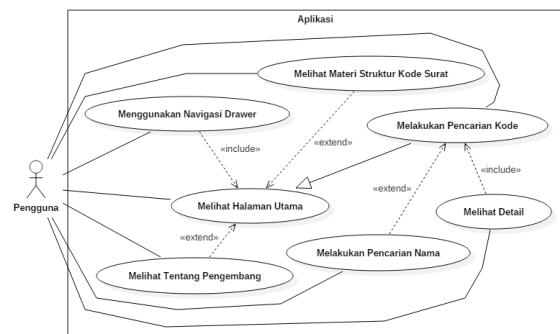 Aplikasi
Melihat Materi Struktur Kode Surat
Menggunakan Navigasi Drawer
Melakukan Pencarian Kode
«include»
«extend»
«include»
«extend»
Pengguna
Melihat Halaman Utama
Melihat Detail
«extend»
Melakukan Pencarian Nama
Melihat Tentang Pengembang